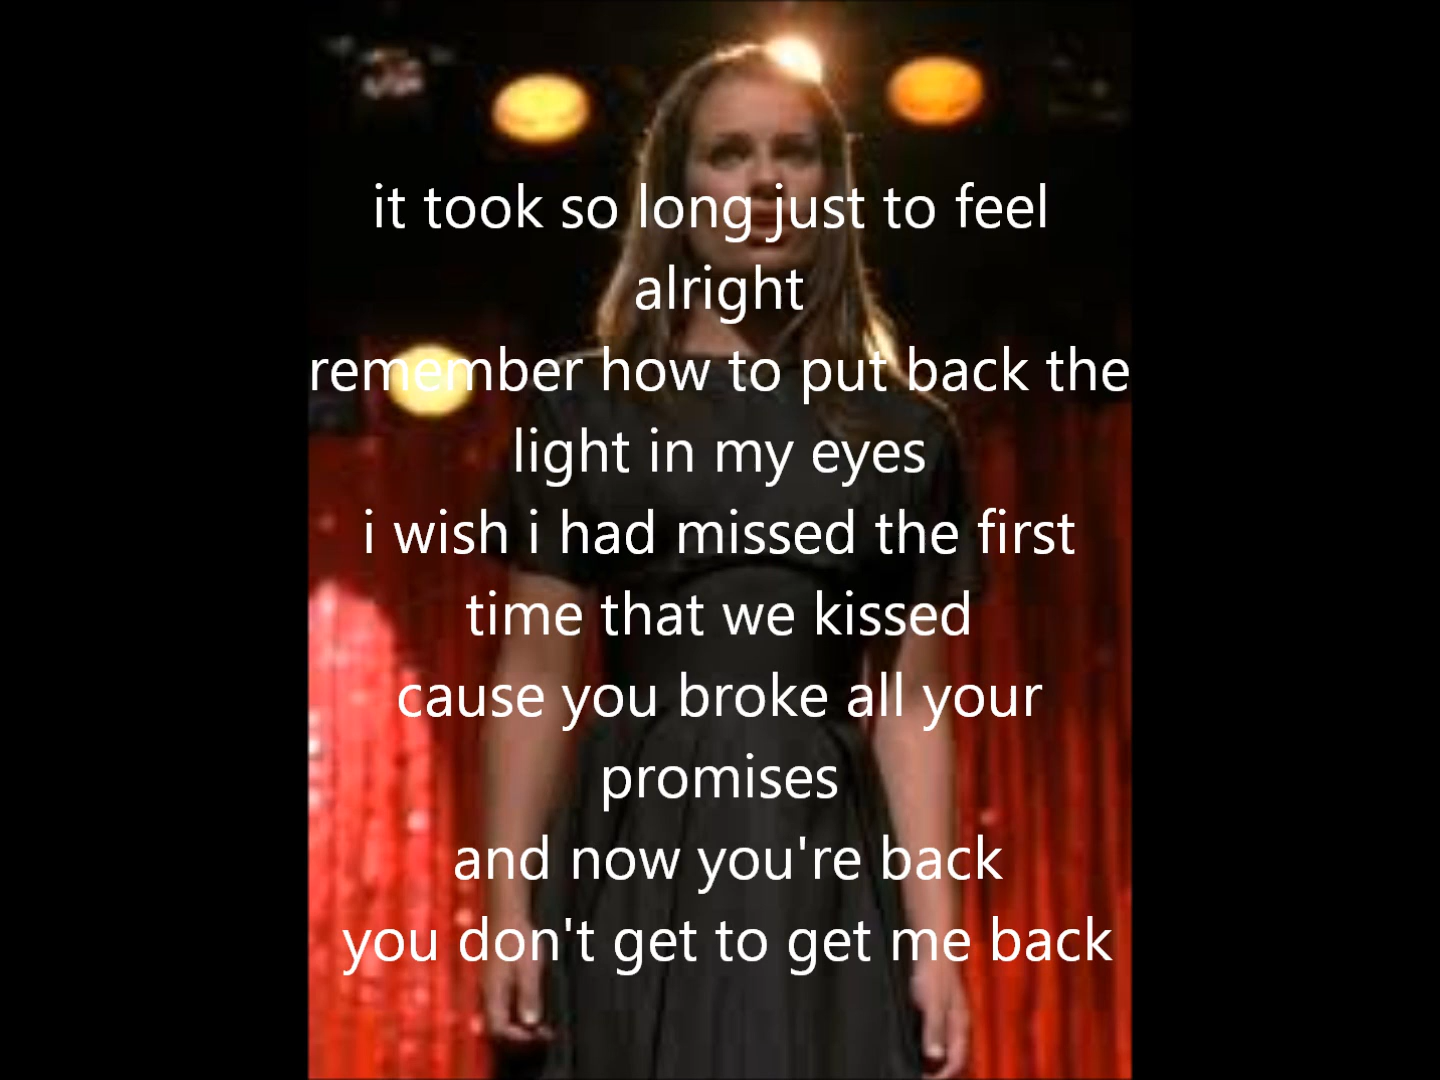 it took so long just to feel
alright
remember how to put back the
light in my eyes
i wish i had missed the first
time that we kissed
cause you broke all your
promises
and now you're back
you don't get to get me back